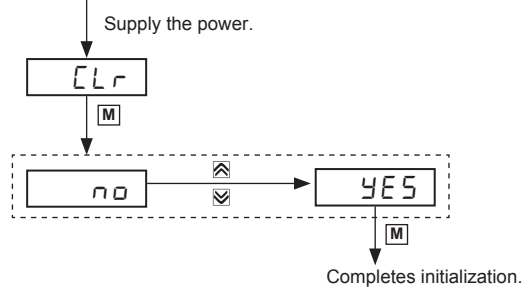 Supply the power.
CLr
M
no
YES
M
Completes initialization.